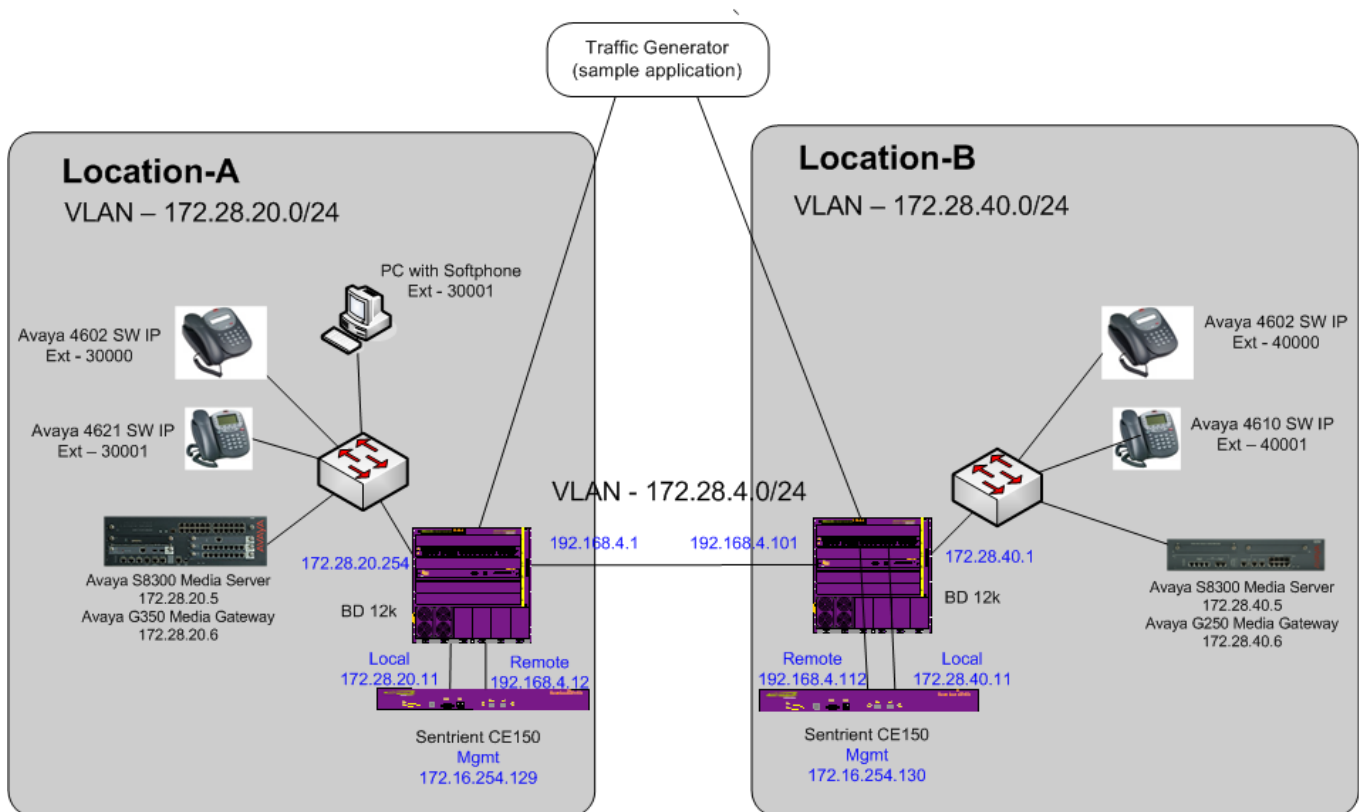 Traffic Generator
(sample application)
Location-A
VLAN – 172.28.20.0/24
PC with Softphone
Ext - 30001
Avaya 4602 SW IP
Ext - 30000
Avaya 4621 SW IP
Ext – 30001
AVAYA
Avaya S8300 Media Server
172.28.20.5
Avaya G350 Media Gateway
172.28.20.6
172.28.20.254
BD 12k
Local
172.28.20.11
Remote
192.168.4.12
Sentrient CE150
Mgmt
172.16.254.129
VLAN - 172.28.4.0/24
192.168.4.1
192.168.4.101
Location-B
VLAN – 172.28.40.0/24
Avaya 4602 SW IP
Ext - 40000
Avaya 4610 SW IP
Ext – 40001
172.28.40.1
BD 12k
Avaya S8300 Media Server
172.28.40.5
Avaya G250 Media Gateway
172.28.40.6
Remote
192.168.4.112
Local
172.28.40.11
Sentrient CE150
Mgmt
172.16.254.130